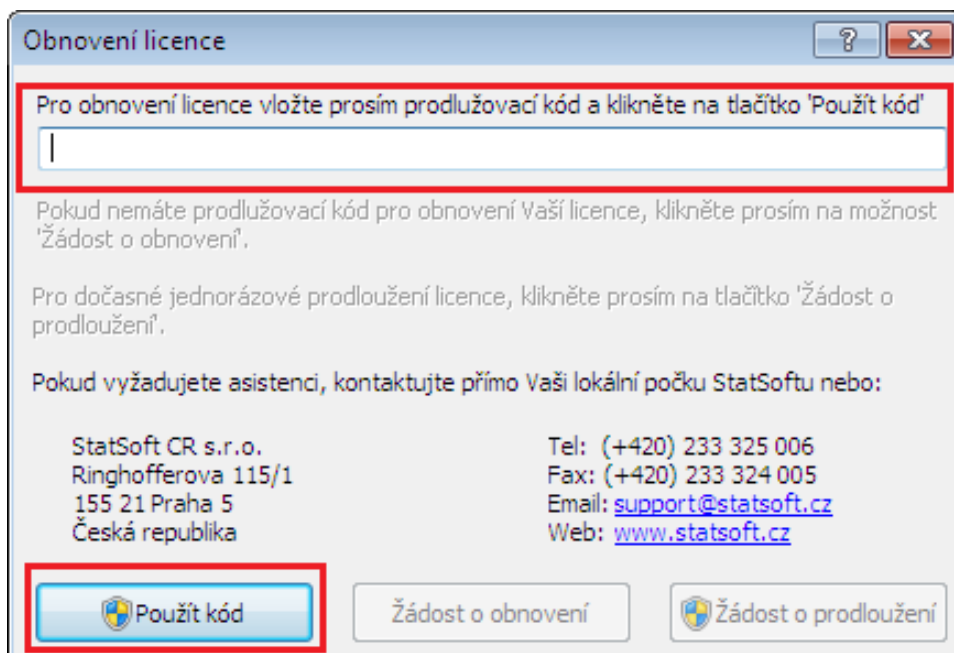 Obnovení licence
Pro obnovení licence vložte prosím prodlužovací kód a klikněte na tlačítko 'Použít kód'
Pokud nemáte prodlužovací kód pro obnovení Vaší licence, klikněte prosím na možnost
'Žádost o obnovení'.
Pro dočasné jednorázové prodloužení licence, klikněte prosím na tlačítko 'Žádost o
prodloužení'.
Pokud vyžadujete asistenci, kontaktujte přímo Vaši lokální počku StatSoftu nebo:
StatSoft CR s.r.o.
Ringhofferova 115/1
155 21 Praha 5
Česká republika
Tel: (+420) 233 325 006
Fax: (+420) 233 324 005
Email: support@statsoft.cz
Web: www.statsoft.cz
Použít kód
Žádost o obnovení
Žádost o prodloužení